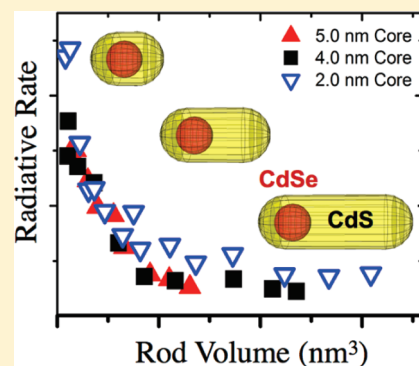 5.0 nm Core
4.0 nm Core
2.0 nm Core
Radiative Rate
CdSe
CdS
Rod Volume (nm³)